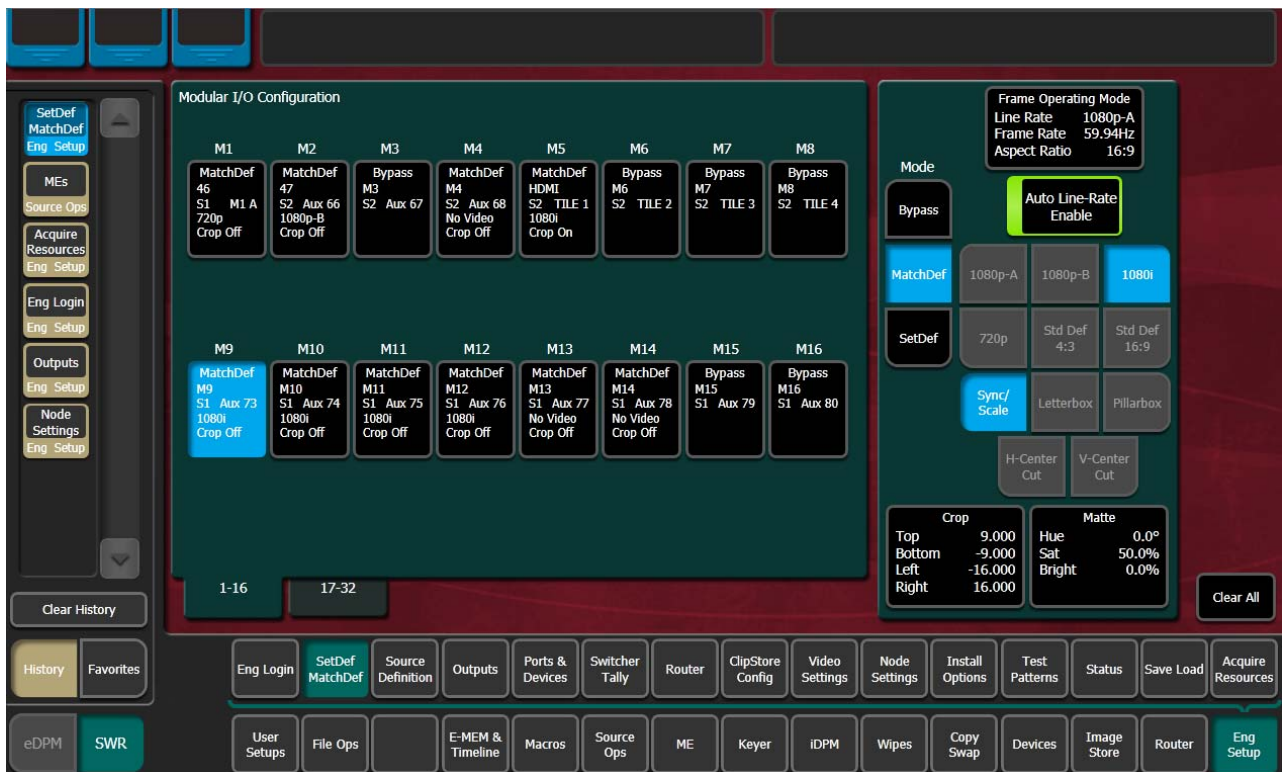 SetDef
MatchDef
Eng Setup
MEs
Source Ops
Acquire
Resources
Eng Setup
Eng Login
Eng Setup
Outputs
Eng Setup
Node
Settings
Eng Setup
Clear History
History Favorites
eDPM SWR
Modular I/O Configuration
M1 M2 M3 M4 M5 M6 M7 M8
MatchDef
46
S1 M1 A
720p
Crop Off
MatchDef
47
S2 Aux 66
1080p-B
Crop Off
Bypass
M3
S2 Aux 67
MatchDef
M4
S2 Aux 68
No Video
Crop Off
MatchDef
HDMI
S2 TILE 1
1080i
Crop On
Bypass
M6
S2 TILE 2
Bypass
M7
S2 TILE 3
Bypass
M8
S2 TILE 4
M9 M10 M11 M12 M13 M14 M15 M16
MatchDef
M9
S1 Aux 73
1080i
Crop Off
MatchDef
M10
S1 Aux 74
1080i
Crop Off
MatchDef
M11
S1 Aux 75
1080i
Crop Off
MatchDef
M12
S1 Aux 76
1080i
Crop Off
MatchDef
M13
S1 Aux 77
No Video
Crop Off
MatchDef
M14
S1 Aux 78
No Video
Crop Off
Bypass
M15
S1 Aux 79
Bypass
M16
S1 Aux 80
1-16 17-32
Frame Operating Mode
Line Rate 1080p-A
Frame Rate 59.94Hz
Aspect Ratio 16:9
Mode
Bypass
Auto Line-Rate
Enable
MatchDef 1080p-A 1080p-B 1080i
SetDef 720p
Std Def
4:3
Std Def
16:9
Sync/
Scale
Letterbox Pillarbox
H-Center
Cut
V-Center
Cut
Crop
Top 9.000
Bottom -9.000
Left -16.000
Right 16.000
Matte
Hue 0.0°
Sat 50.0%
Bright 0.0%
Clear All
Eng Login
SetDef
MatchDef
Source
Definition
Outputs
Ports &
Devices
Switcher
Tally
Router
ClipStore
Config
Video
Settings
Node
Settings
Install
Options
Test
Patterns
Status
Save Load
Acquire
Resources
User
Setups
File Ops
E-MEM &
Timeline
Macros
Source
Ops
ME
Keyer
iDPM
Wipes
Copy
Swap
Devices
Image
Store
Router
Eng
Setup